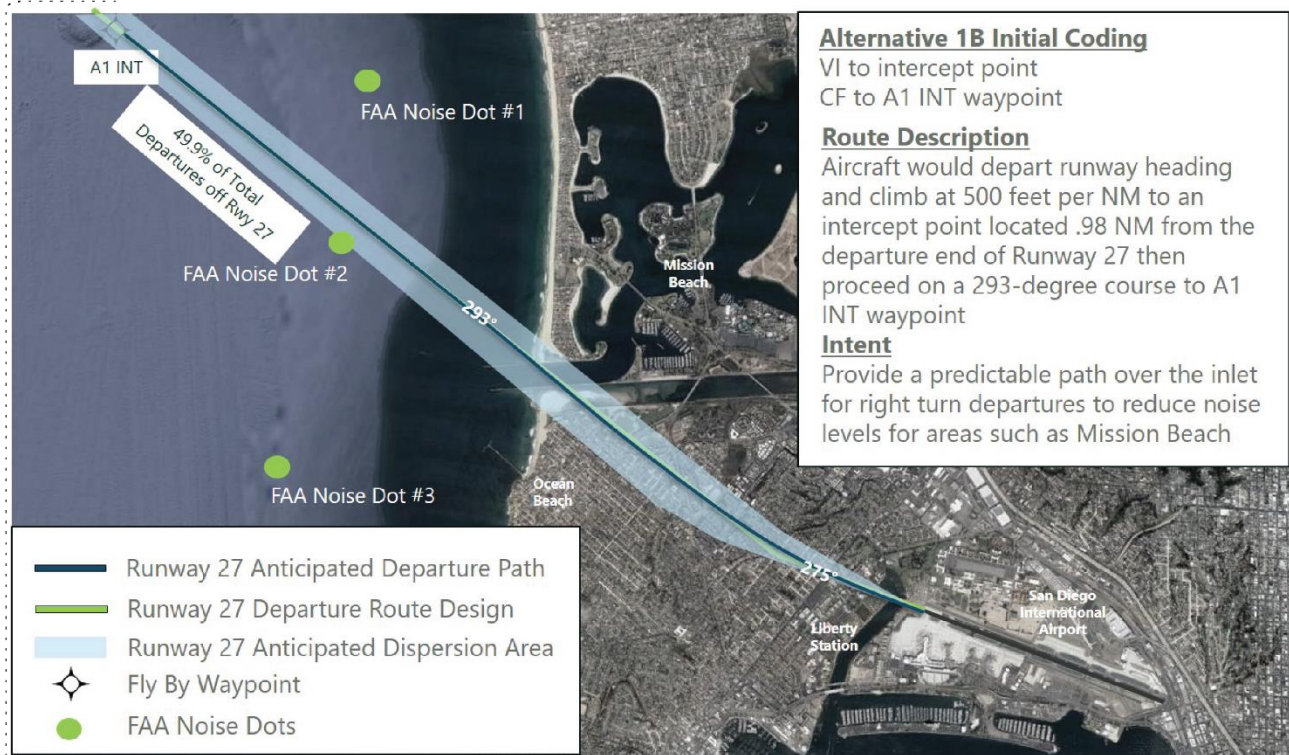 A1 INT
49.9% of Total
Departures off Rwy 27
FAA Noise Dot #1
FAA Noise Dot #2
FAA Noise Dot #3
293°
Mission
Beach
Ocean
Beach
275°
Liberty
Station
San Diego
International
Airport
Alternative 1B Initial Coding
VI to intercept point
CF to A1 INT waypoint
Route Description
Aircraft would depart runway heading
and climb at 500 feet per NM to an
intercept point located .98 NM from the
departure end of Runway 27 then
proceed on a 293-degree course to A1
INT waypoint
Intent
Provide a predictable path over the inlet
for right turn departures to reduce noise
levels for areas such as Mission Beach
Runway 27 Anticipated Departure Path
Runway 27 Departure Route Design
Runway 27 Anticipated Dispersion Area
Fly By Waypoint
FAA Noise Dots